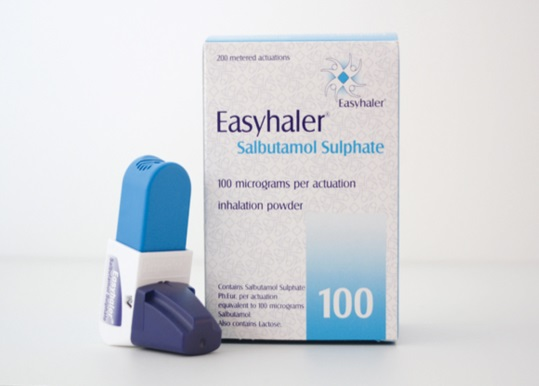 200 metered actuations
Easyhaler®
Easyhaler®
Salbutamol Sulphate
100 micrograms per actuation
inhalation powder
Contains Salbutamol Sulphate
Ph.Eur. per actuation
equivalent to 100 micrograms
Salbutamol.
Also contains Lactose.
100